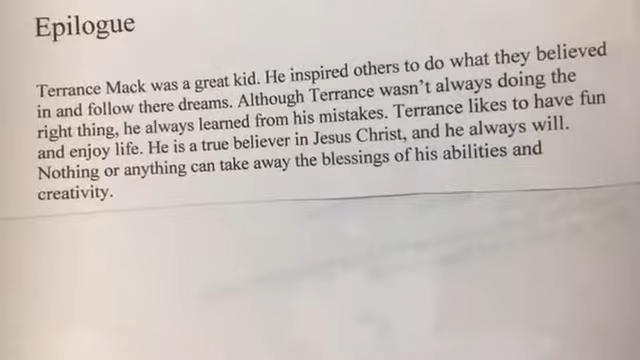 Epilogue
Terrance Mack was a great kid. He inspired others to do what they believed
in and follow there dreams. Although Terrance wasn't always doing the
right thing, he always learned from his mistakes. Terrance likes to have fun
and enjoy life. He is a true believer in Jesus Christ, and he always will.
Nothing or anything can take away the blessings of his abilities and
creativity.